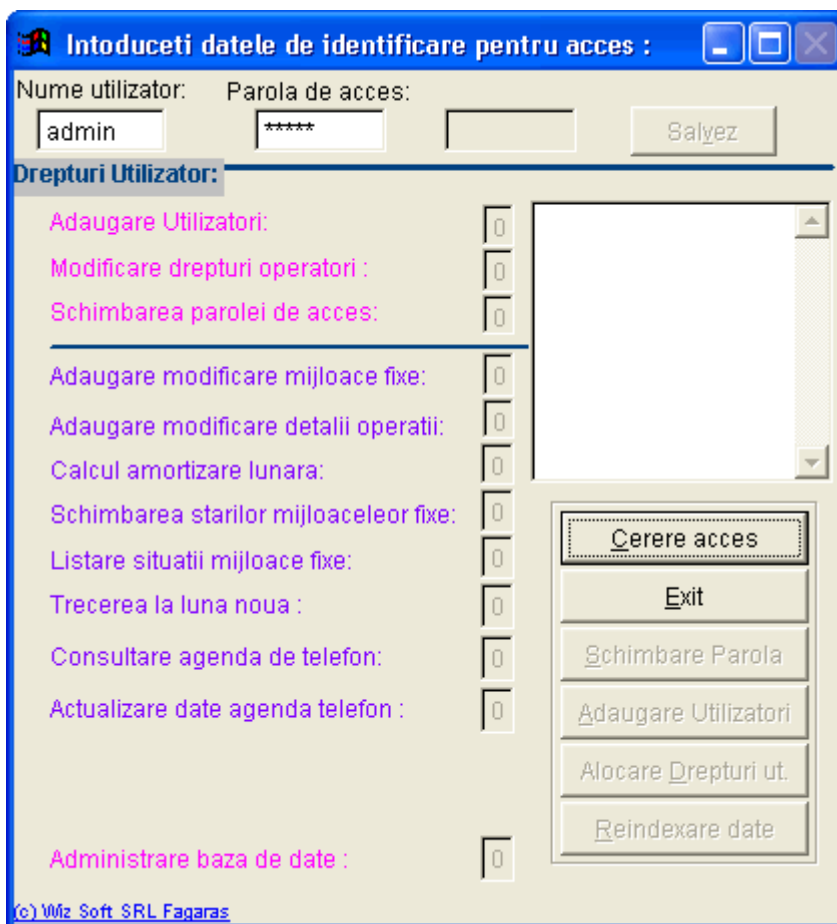 Intoduceti datele de identificare pentru acces :
Nume utilizator: Parola de acces:
admin ***** Salvez
Drepturi Utilizator:
Adaugare Utilizatori: 0
Modificare drepturi operatori : 0
Schimbarea parolei de acces: 0
Adaugare modificare mijloace fixe: 0
Adaugare modificare detalii operatii: 0
Calcul amortizare lunara: 0
Schimbarea starilor mijloaceleor fixe: 0
Listare situatii mijloace fixe: 0
Trecerea la luna noua : 0
Consultare agenda de telefon: 0
Actualizare date agenda telefon : 0
Administrare baza de date : 0
Cerere acces
Exit
Schimbare Parola
Adaugare Utilizatori
Alocare Drepturi ut.
Reindexare date
(c) Wiz Soft SRL Fagaras